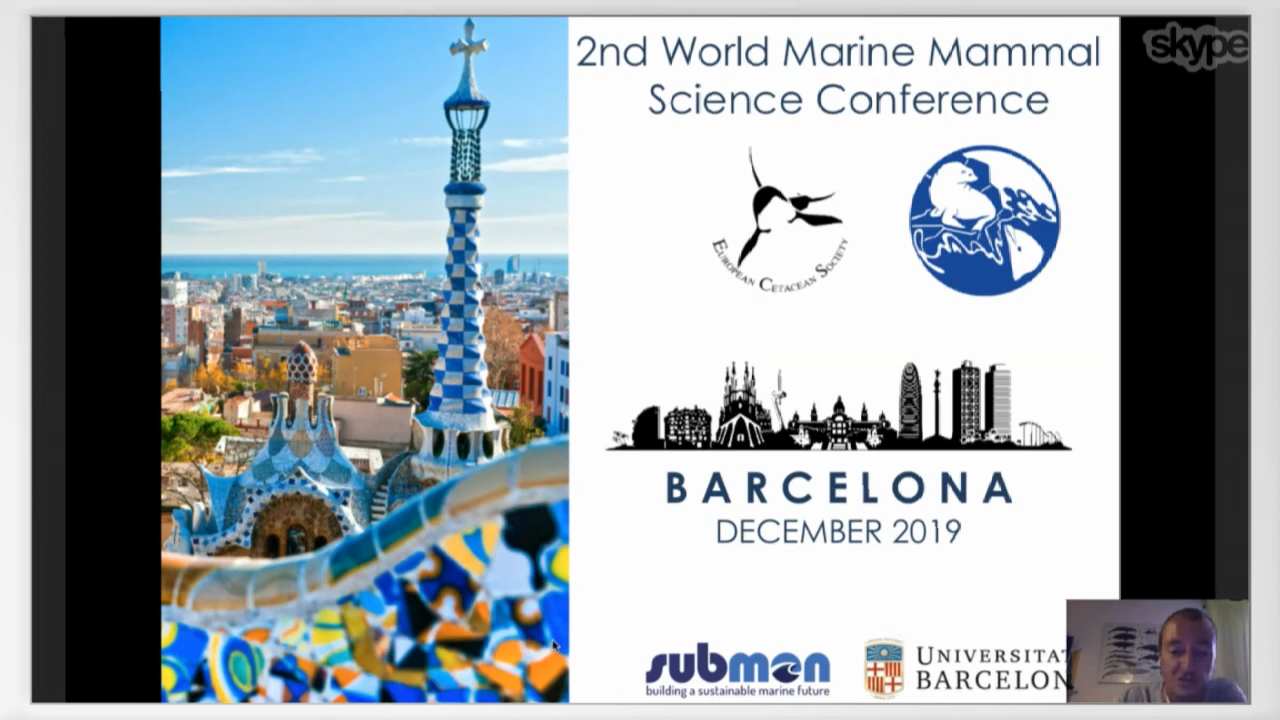 2nd World Marine Mammal
Science Conference
skype
EUROPEAN CETACEAN SOCIETY
BARCELONA
DECEMBER 2019
submon
building a sustainable marine future
UNIVERSITAT
BARCELON